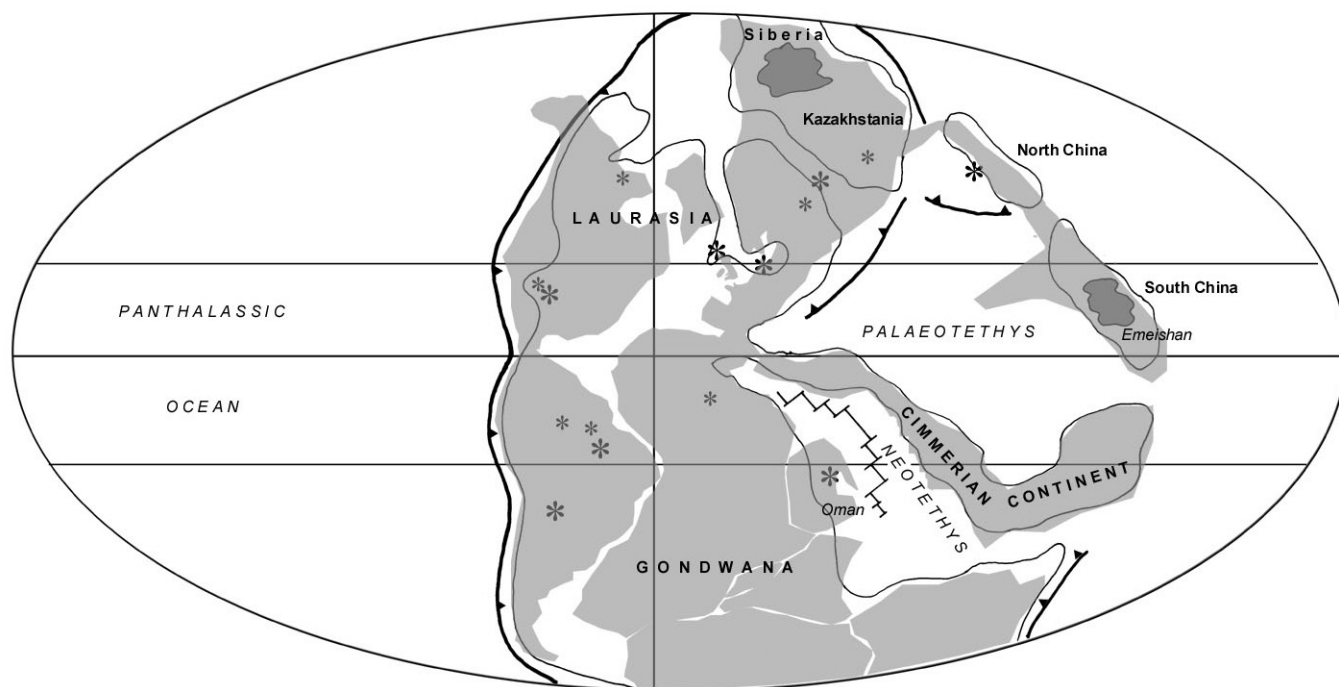 Siberia
Kazakhstania
North China
LAURASIA
South China
PANTHALASSIC
PALAEOTETHYS
Emeishan
OCEAN
CIMMERIAN
CONTINENT
NEOTETHYS
Oman
GONDWANA